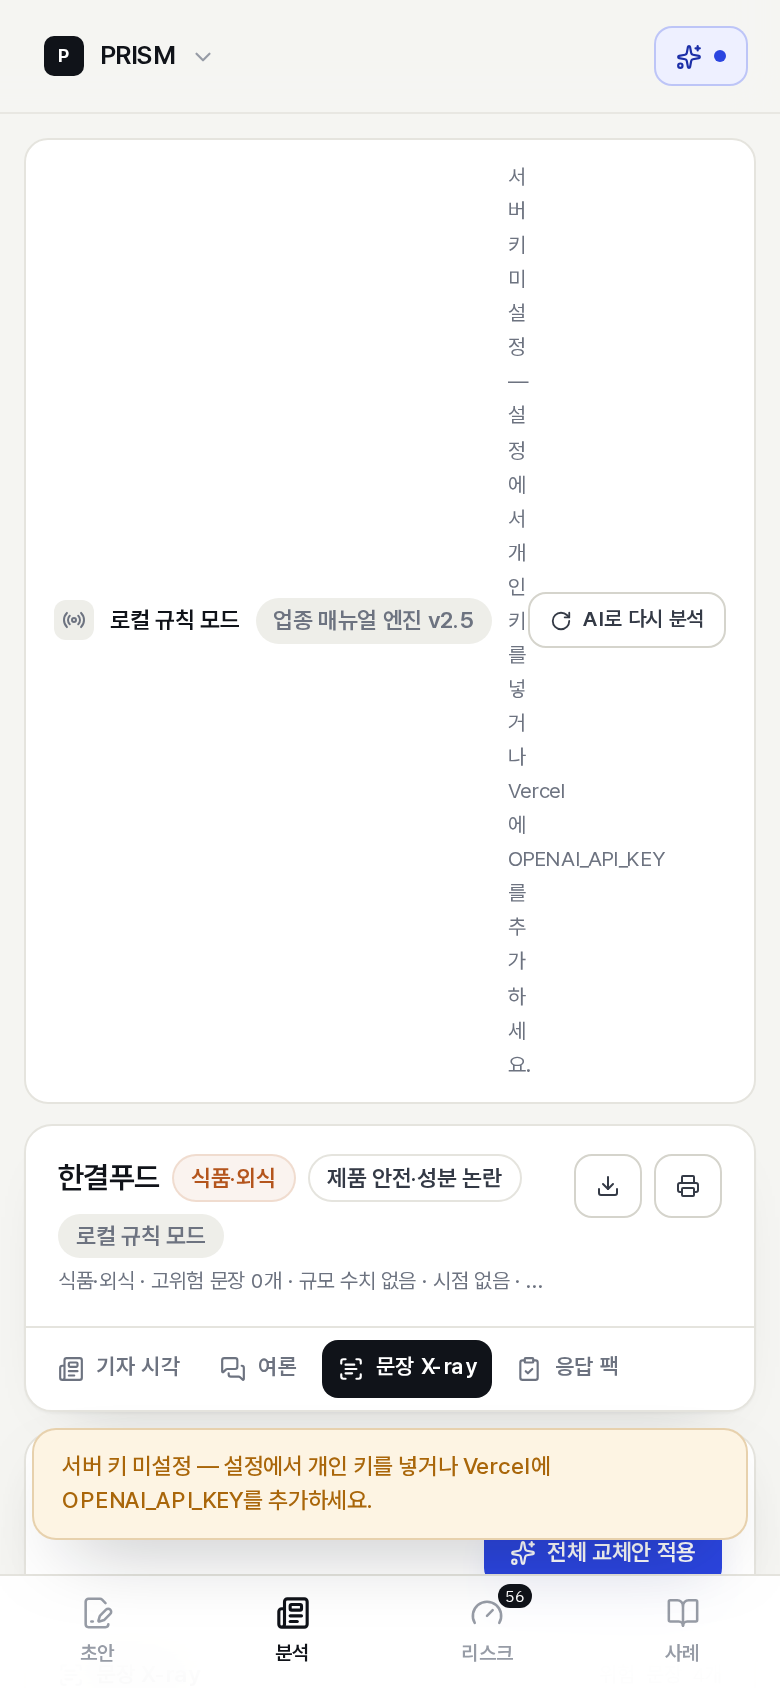 P PRISM
서
버
키
미
설
정
—
설
정
에
서
개
인
키
를
넣
거
나
Vercel
에
OPENAI_API_KEY
를
추
가
하
세
요.
로컬 규칙 모드 업종 매뉴얼 엔진 v2.5 AI로 다시 분석
한결푸드 식품·외식 제품 안전·성분 논란
로컬 규칙 모드
식품·외식 · 고위험 문장 0개 · 규모 수치 없음 · 시점 없음 · ...
기자 시각 여론 문장 X-ray 응답 팩
서버 키 미설정 — 설정에서 개인 키를 넣거나 Vercel에
OPENAI_API_KEY를 추가하세요.
전체 교체안 적용
56
초안 분석 리스크 사례
문장 X-ray